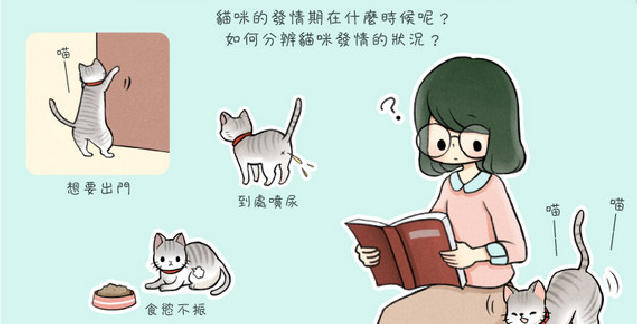 貓咪的發情期在什麼時候呢？
如何分辨貓咪發情的狀況？
喵
想要出門
到處噴尿
食慾不振
?
喵
喵